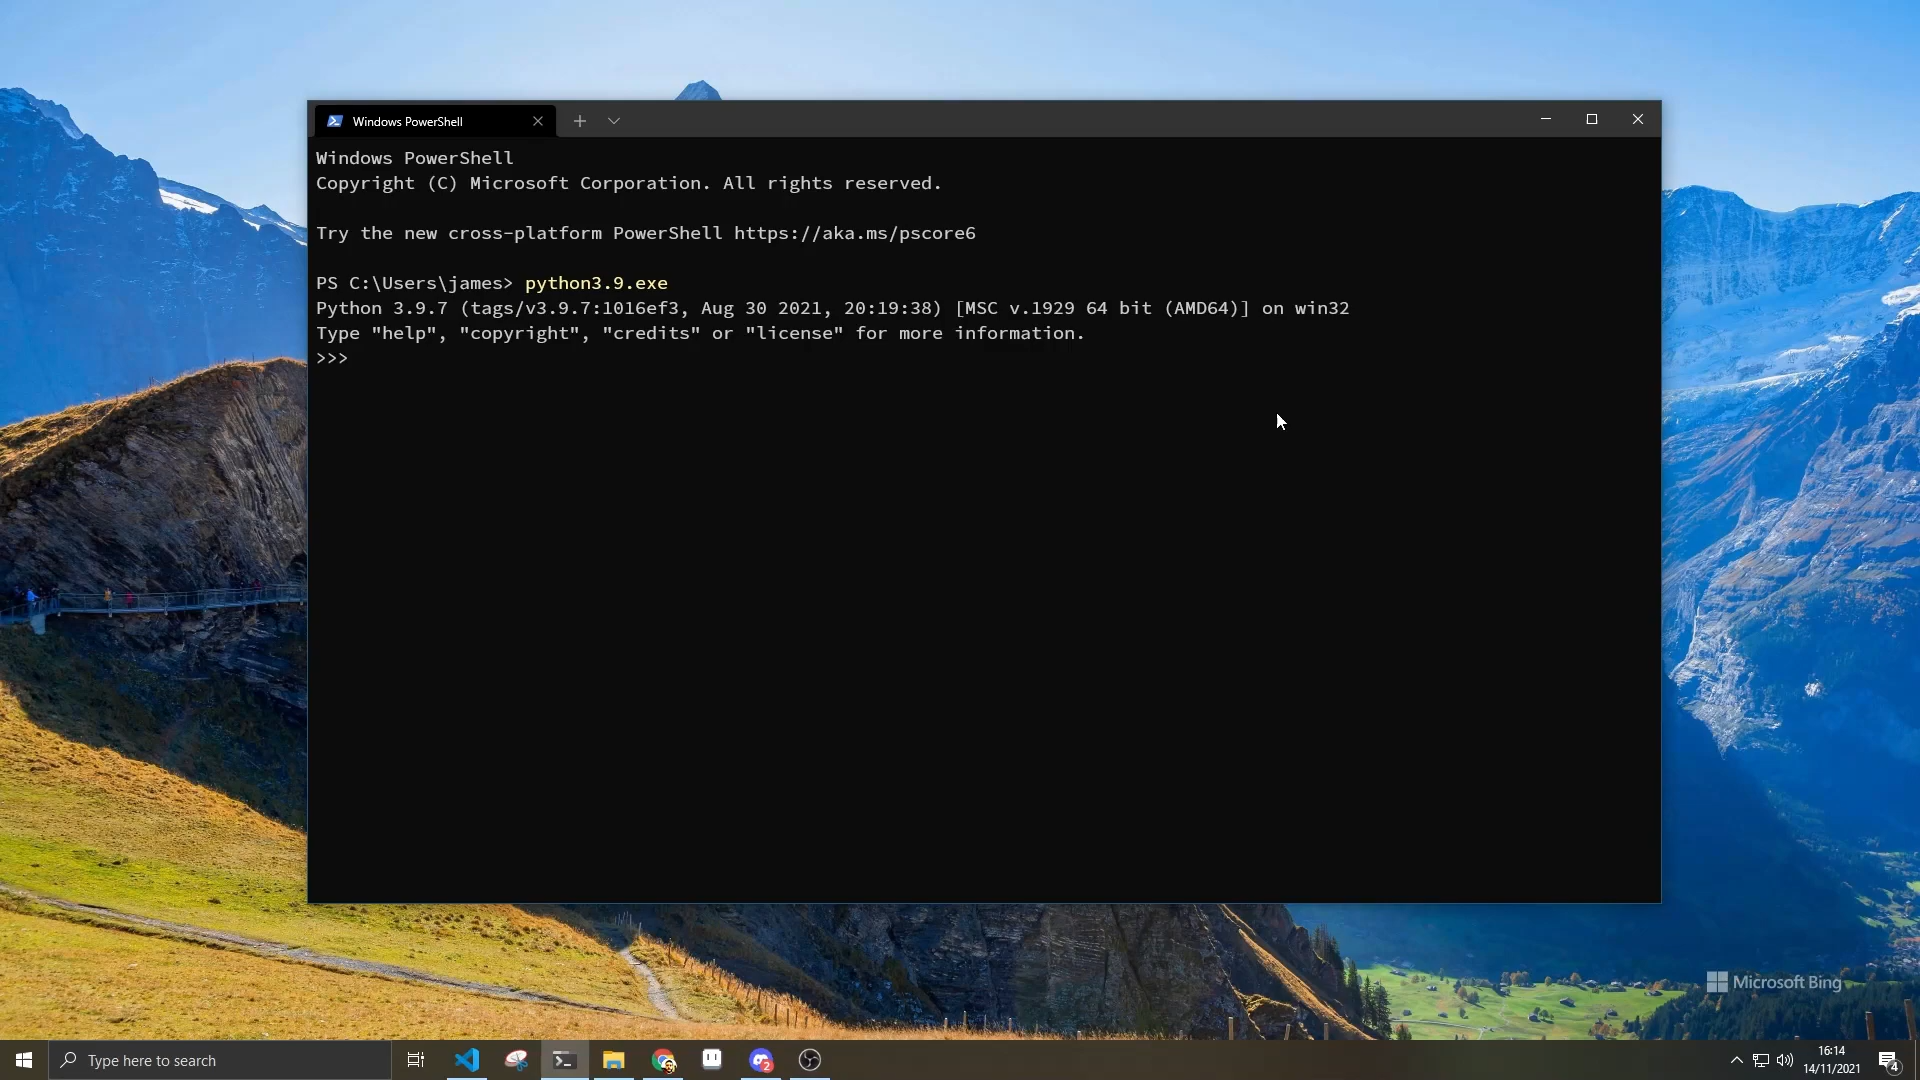 Windows PowerShell
Windows PowerShell
Copyright (C) Microsoft Corporation. All rights reserved.
Try the new cross-platform PowerShell https://aka.ms/pscore6
PS C:\Users\james> python3.9.exe
Python 3.9.7 (tags/v3.9.7:1016ef3, Aug 30 2021, 20:19:38) [MSC v.1929 64 bit (AMD64)] on win32
Type "help", "copyright", "credits" or "license" for more information.
>>>
Microsoft Bing
Type here to search
2
16:14
14/11/2021
4